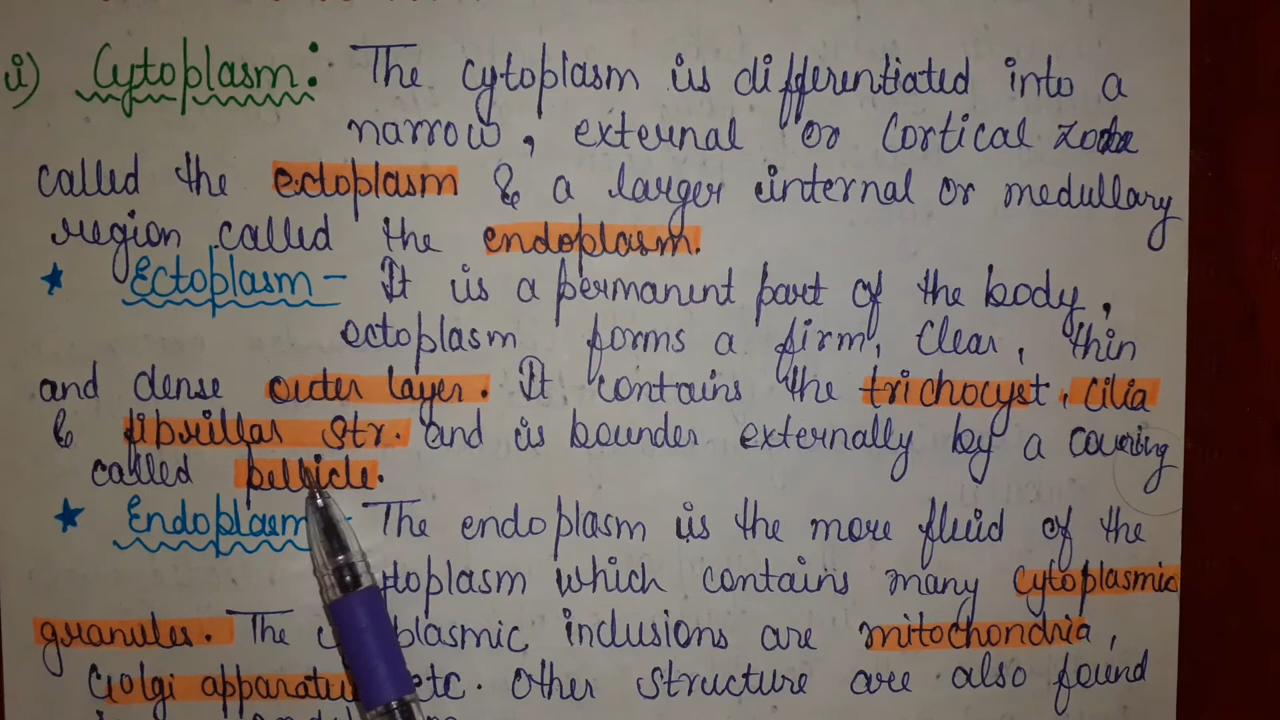 ii) Cytoplasm: The cytoplasm is differentiated into a
narrow, external or cortical
called the ectoplasm & a larger internal or medullary
region called the endoplasm.
★ Ectoplasm - It is a permanent part of the body,
ectoplasm forms a firm, clear, thin
and dense outer layer. It contains the trichocyst, cilia
& fibrillar str. and is bounder externally by a covering
called pellicle.
★ Endoplasm - The endoplasm is the more fluid of the
which contains many cytoplasmic
granules. The inclusions are mitochondria,
Golgi etc. Other structure are also found